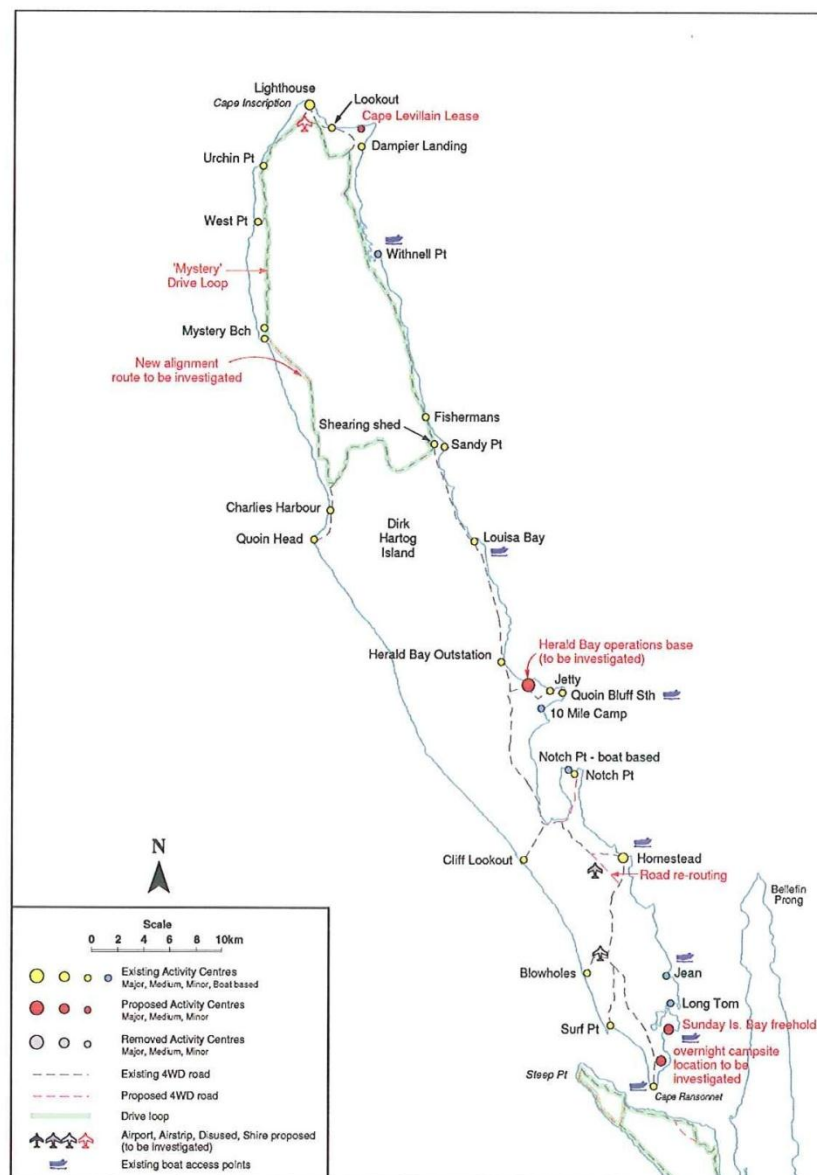 Lighthouse
Cape Inscription
Lookout
Cape Levillain Lease
Dampier Landing
Urchin Pt
West Pt
Withnell Pt
'Mystery'
Drive Loop
Mystery Bch
New alignment
route to be investigated
Fishermans
Shearing shed
Sandy Pt
Charlies Harbour
Dirk
Hartog
Island
Quoin Head
Louisa Bay
Herald Bay Outstation
Herald Bay operations base
(to be investigated)
Jetty
Quoin Bluff Sth
10 Mile Camp
Notch Pt - boat based
Notch Pt
N
Cliff Lookout
Homestead
Road re-routing
Bellefin
Prong
Blowholes
Jean
Long Tom
Surf Pt
Sunday Is. Bay freehold
overnight campsite
location to be
investigated
Steep Pt
Cape Ransonnet
Scale
0 2 4 6 8 10km
Existing Activity Centres
Major, Medium, Minor, Boat based
Proposed Activity Centres
Major, Medium, Minor
Removed Activity Centres
Major, Medium, Minor
Existing 4WD road
Proposed 4WD road
Drive loop
Airport, Airstrip, Disused, Shire proposed
(to be investigated)
Existing boat access points